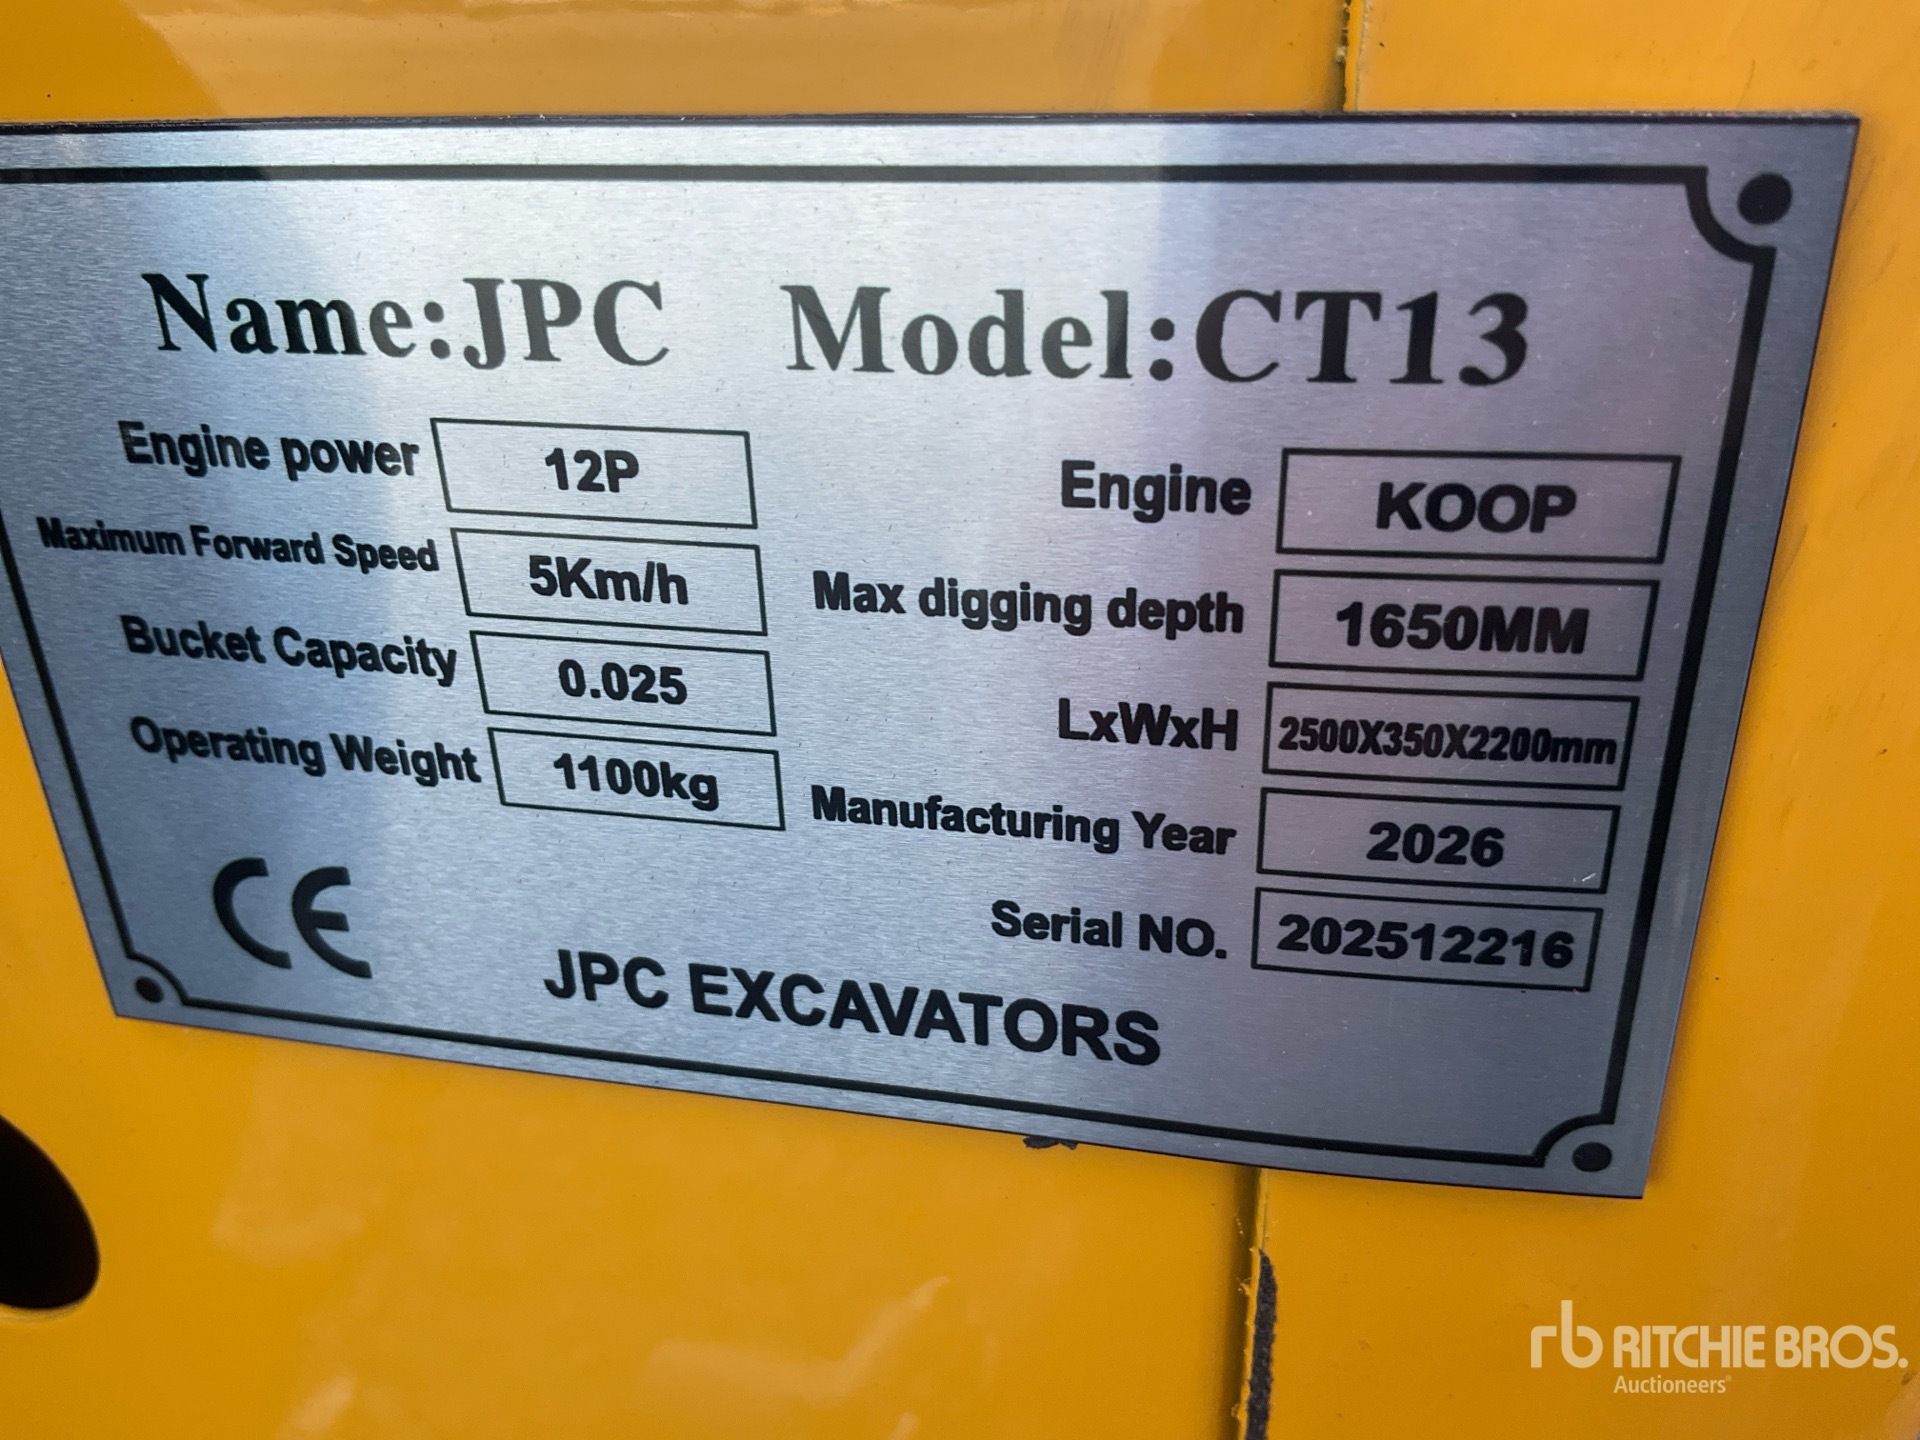 Name:JPC Model:CT13
Engine power 12P
Engine KOOP
Maximum Forward Speed 5Km/h
Max digging depth 1650MM
Bucket Capacity 0.025
LxWxH 2500X350X2200mm
Operating Weight 1100kg
Manufacturing Year 2026
Serial NO. 202512216
CE
JPC EXCAVATORS
rb RITCHIE BROS.
Auctioneers